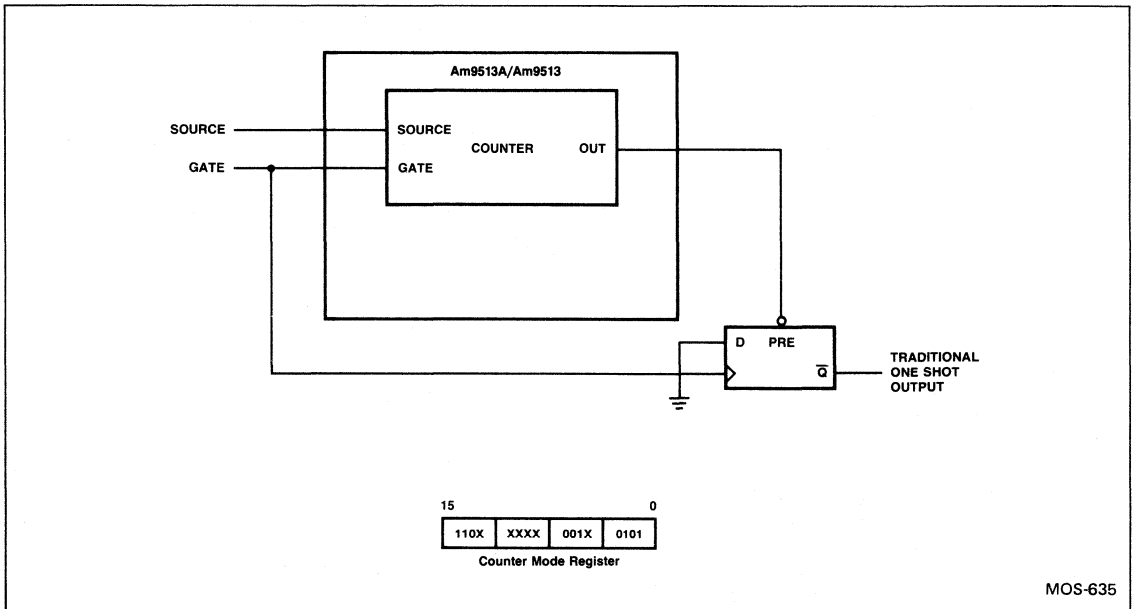 Am9513A/Am9513
SOURCE
SOURCE
COUNTER
OUT
GATE
GATE
D
PRE
Q̅
TRADITIONAL
ONE SHOT
OUTPUT
15 0
110X XXXX 001X 0101
Counter Mode Register
MOS-635